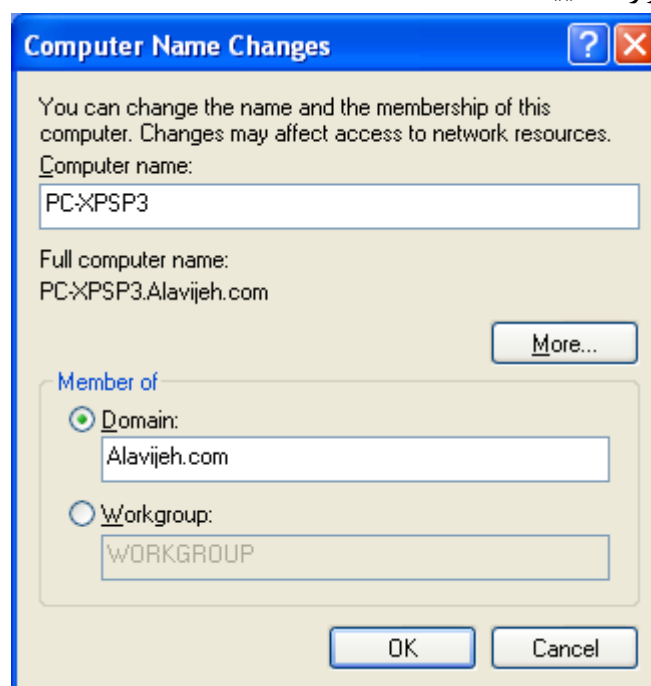 Computer Name Changes
You can change the name and the membership of this
computer. Changes may affect access to network resources.
Computer name:
PC-XPSP3
Full computer name:
PC-XPSP3.Alavijeh.com
More...
Member of
Domain:
Alavijeh.com
Workgroup:
WORKGROUP
OK
Cancel